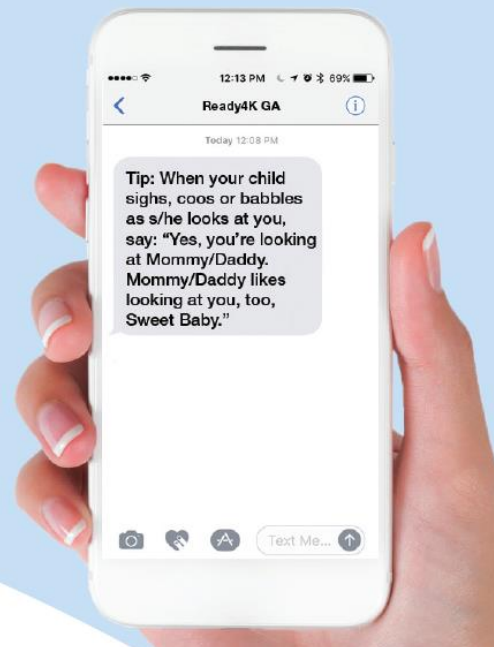 12:13 PM 69%
Ready4K GA
Today 12:08 PM
Tip: When your child
sighs, coos or babbles
as s/he looks at you,
say: “Yes, you’re looking
at Mommy/Daddy.
Mommy/Daddy likes
looking at you, too,
Sweet Baby.”
Text Me...